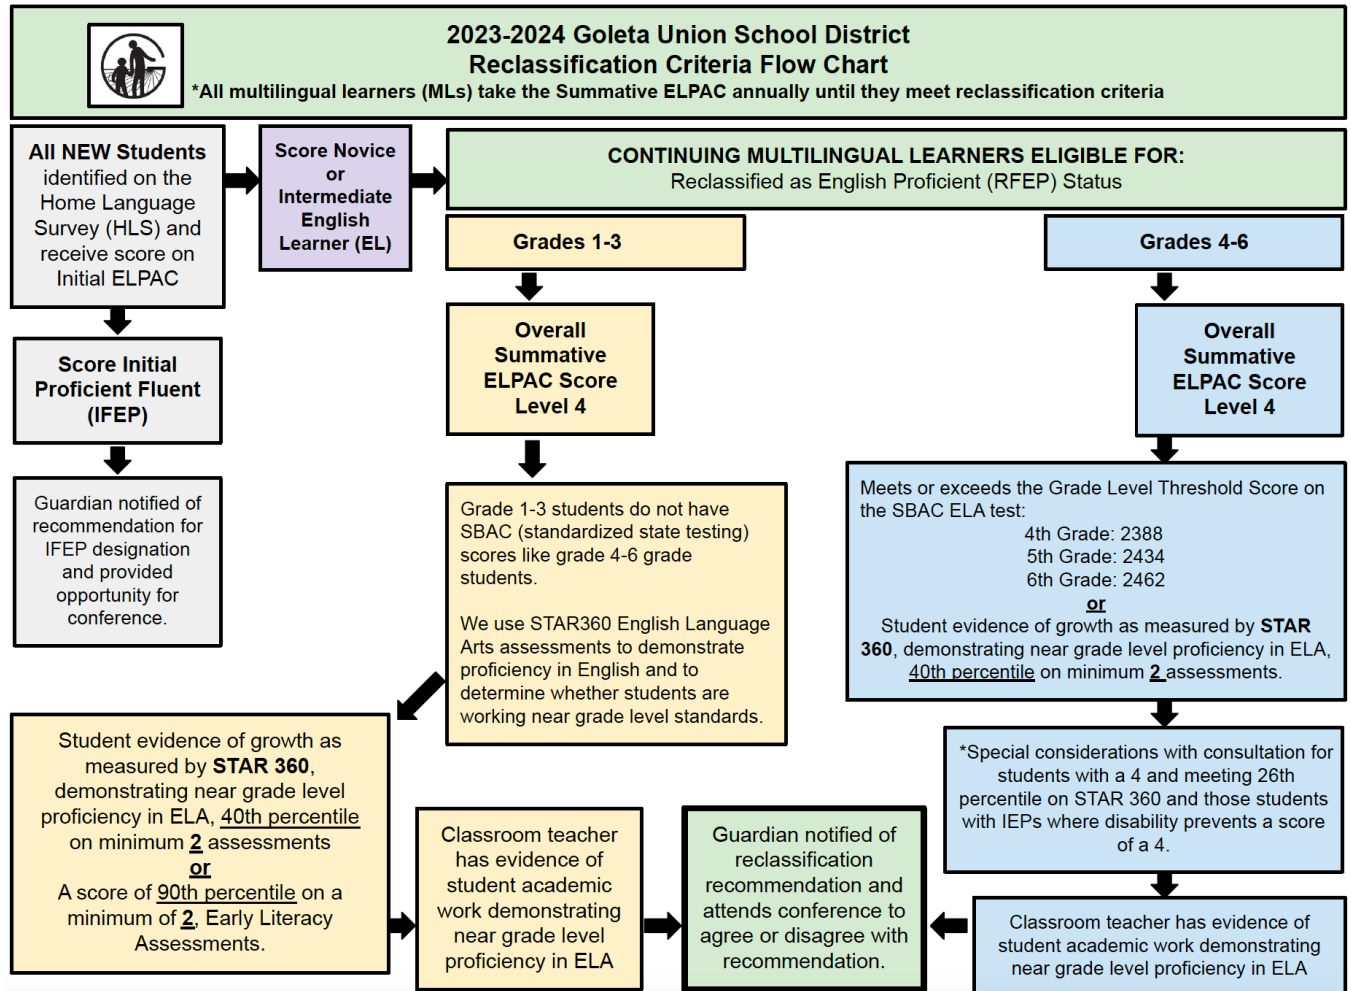 2023-2024 Goleta Union School District
Reclassification Criteria Flow Chart
*All multilingual learners (MLs) take the Summative ELPAC annually until they meet reclassification criteria
All NEW Students
identified on the
Home Language
Survey (HLS) and
receive score on
Initial ELPAC
Score Novice
or
Intermediate
English
Learner (EL)
CONTINUING MULTILINGUAL LEARNERS ELIGIBLE FOR:
Reclassified as English Proficient (RFEP) Status
Score Initial
Proficient Fluent
(IFEP)
Guardian notified of
recommendation for
IFEP designation
and provided
opportunity for
conference.
Grades 1-3
Overall
Summative
ELPAC Score
Level 4
Grade 1-3 students do not have
SBAC (standardized state testing)
scores like grade 4-6 grade
students.
We use STAR360 English Language
Arts assessments to demonstrate
proficiency in English and to
determine whether students are
working near grade level standards.
Student evidence of growth as
measured by STAR 360,
demonstrating near grade level
proficiency in ELA, 40th percentile
on minimum 2 assessments
or
A score of 90th percentile on a
minimum of 2, Early Literacy
Assessments.
Classroom teacher
has evidence of
student academic
work demonstrating
near grade level
proficiency in ELA
Grades 4-6
Overall
Summative
ELPAC Score
Level 4
Meets or exceeds the Grade Level Threshold Score on
the SBAC ELA test:
4th Grade: 2388
5th Grade: 2434
6th Grade: 2462
or
Student evidence of growth as measured by STAR
360, demonstrating near grade level proficiency in ELA,
40th percentile on minimum 2 assessments.
*Special considerations with consultation for
students with a 4 and meeting 26th
percentile on STAR 360 and those students
with IEPs where disability prevents a score
of a 4.
Classroom teacher has evidence of
student academic work demonstrating
near grade level proficiency in ELA
Guardian notified of
reclassification
recommendation and
attends conference to
agree or disagree with
recommendation.